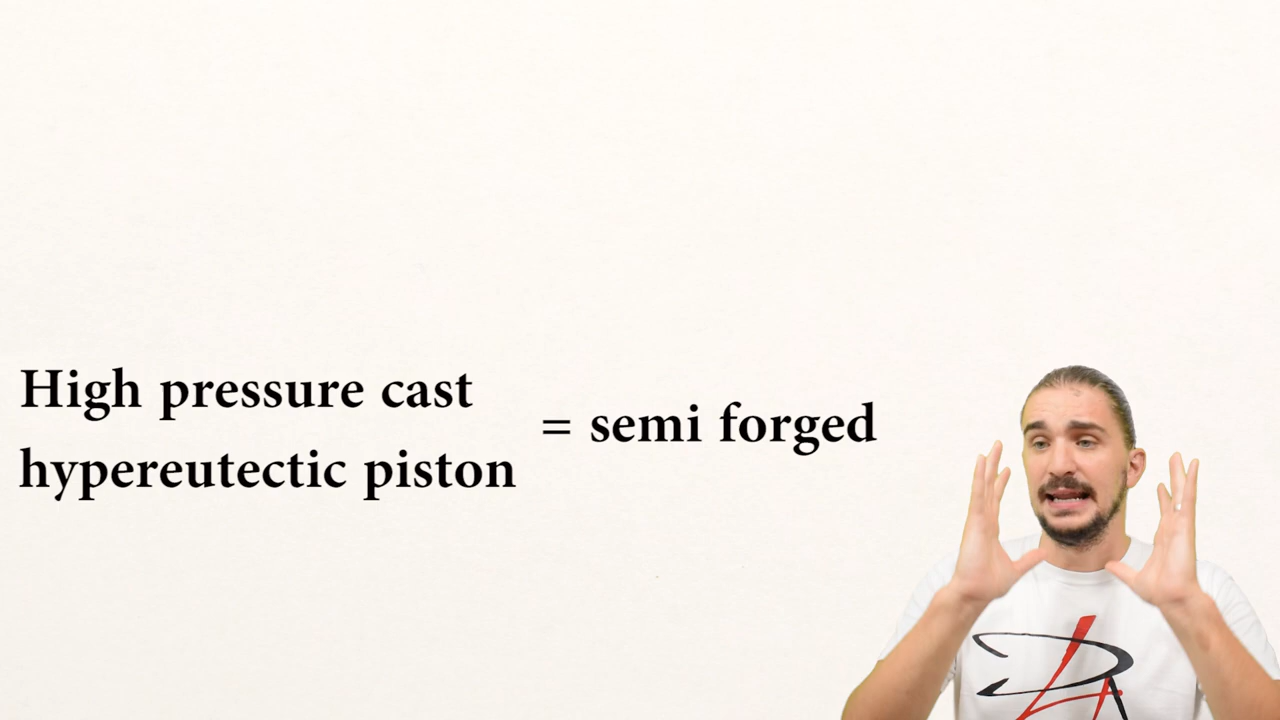 High pressure cast
hypereutectic piston
= semi forged